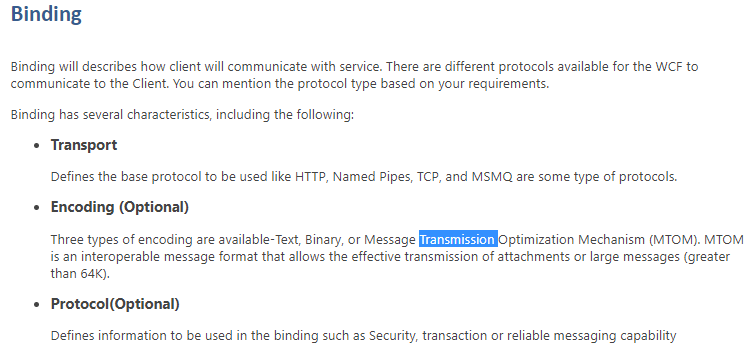 Binding
Binding will describes how client will communicate with service. There are different protocols available for the WCF to
communicate to the Client. You can mention the protocol type based on your requirements.
Binding has several characteristics, including the following:
• Transport
Defines the base protocol to be used like HTTP, Named Pipes, TCP, and MSMQ are some type of protocols.
• Encoding (Optional)
Three types of encoding are available-Text, Binary, or Message Transmission Optimization Mechanism (MTOM). MTOM
is an interoperable message format that allows the effective transmission of attachments or large messages (greater
than 64K).
• Protocol(Optional)
Defines information to be used in the binding such as Security, transaction or reliable messaging capability